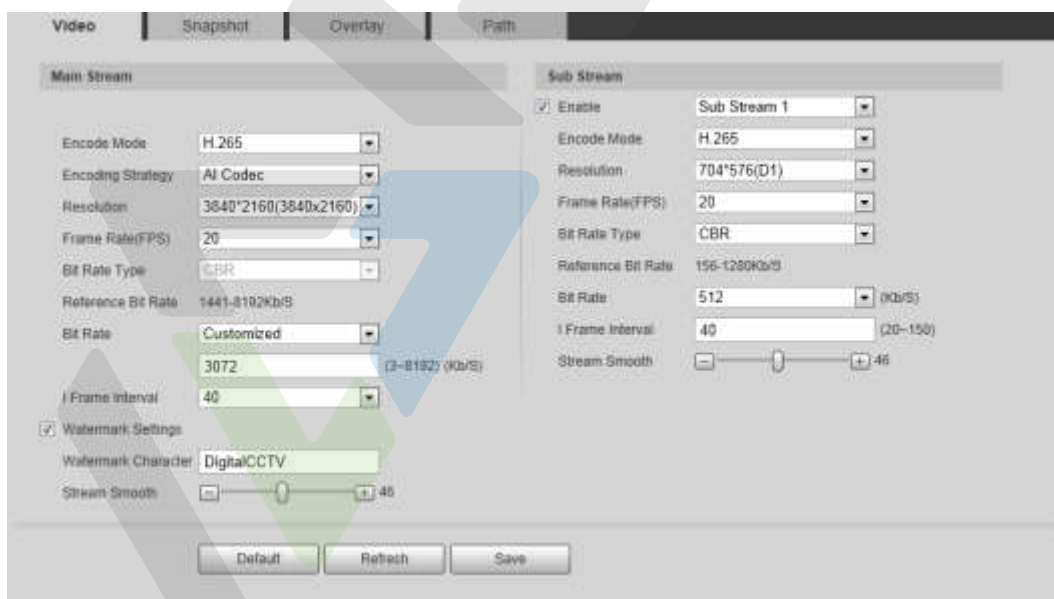 Video Snapshot Overlay Path
Main Stream
Encode Mode H.265
Encoding Strategy AI Codec
Resolution 3840*2160(3840x2160)
Frame Rate(FPS) 20
Bit Rate Type CBR
Reference Bit Rate 1441-8192Kb/S
Bit Rate Customized
3072 (3~8192) (Kb/S)
I Frame Interval 40
Watermark Settings
Watermark Character DigitalCCTV
Stream Smooth 46
Sub Stream
Enable Sub Stream 1
Encode Mode H.265
Resolution 704*576(D1)
Frame Rate(FPS) 20
Bit Rate Type CBR
Reference Bit Rate 156-1280Kb/S
Bit Rate 512 (Kb/S)
I Frame Interval 40 (20~150)
Stream Smooth 46
Default Refresh Save